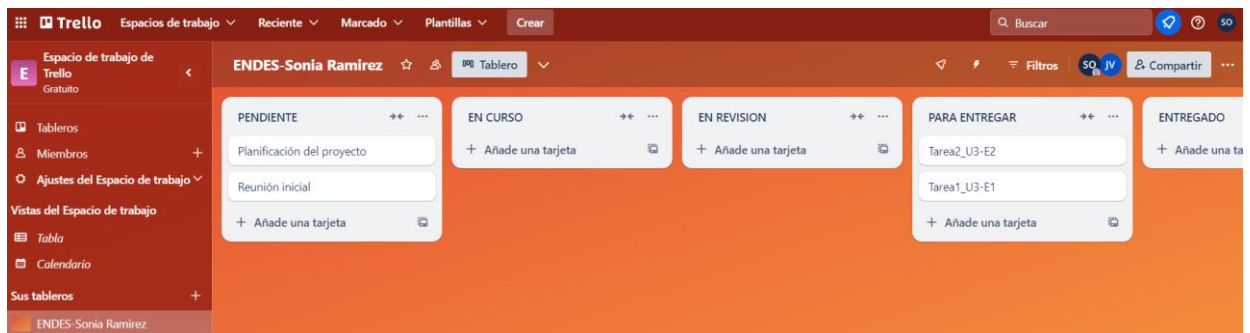 Trello Espacios de trabajo Reciente Marcado Plantillas Crear Buscar SO
E Espacio de trabajo de
Trello
Gratuito
Tableros
Miembros
Ajustes del Espacio de trabajo
Vistas del Espacio de trabajo
Tabla
Calendario
Sus tableros
ENDES-Sonia Ramirez
ENDES-Sonia Ramirez Tablero Filtros SO JV Compartir
PENDIENTE
Planificación del proyecto
Reunión inicial
+ Añade una tarjeta
EN CURSO
+ Añade una tarjeta
EN REVISION
+ Añade una tarjeta
PARA ENTREGAR
Tarea2_U3-E2
Tarea1_U3-E1
+ Añade una tarjeta
ENTREGADO
+ Añade una ta